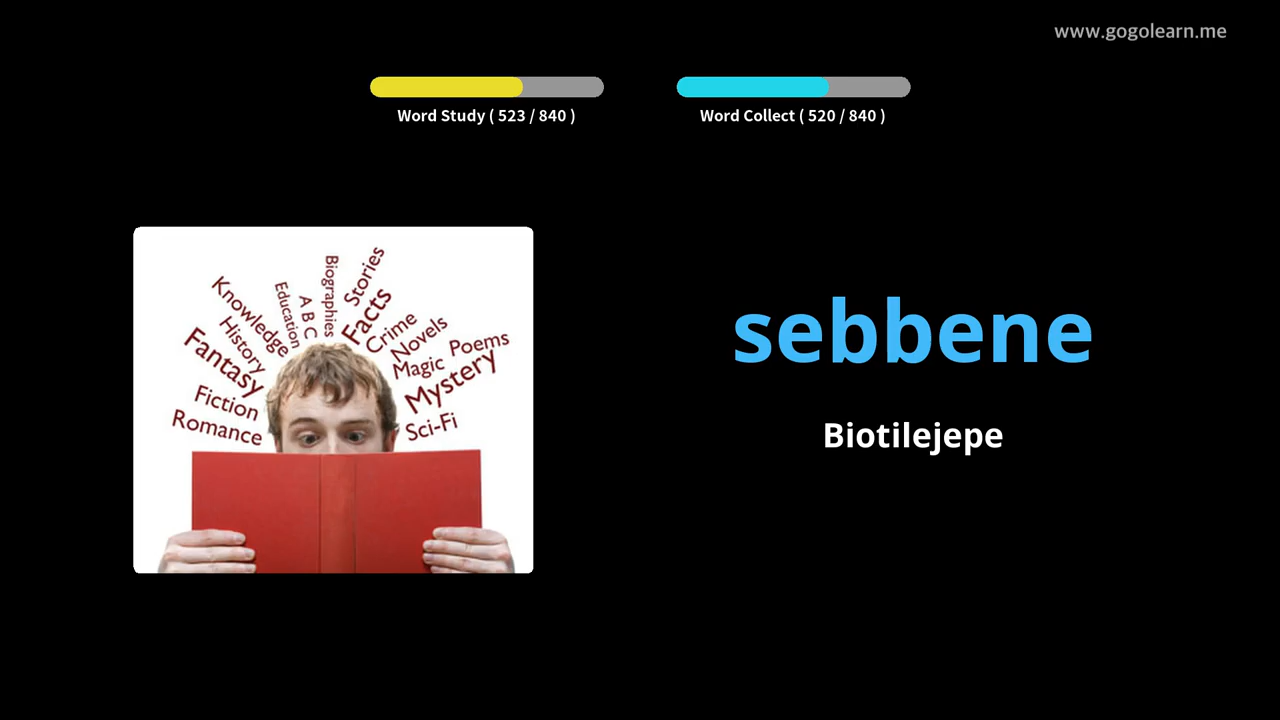 www.gogolearn.me
Word Study ( 523 / 840 )
Word Collect ( 520 / 840 )
sebbene
Biotilejepe
Knowledge
History
Fantasy
Fiction
Romance
Education
A B C
Biographies
Stories
Facts
Crime
Novels
Magic
Poems
Mystery
Sci-Fi